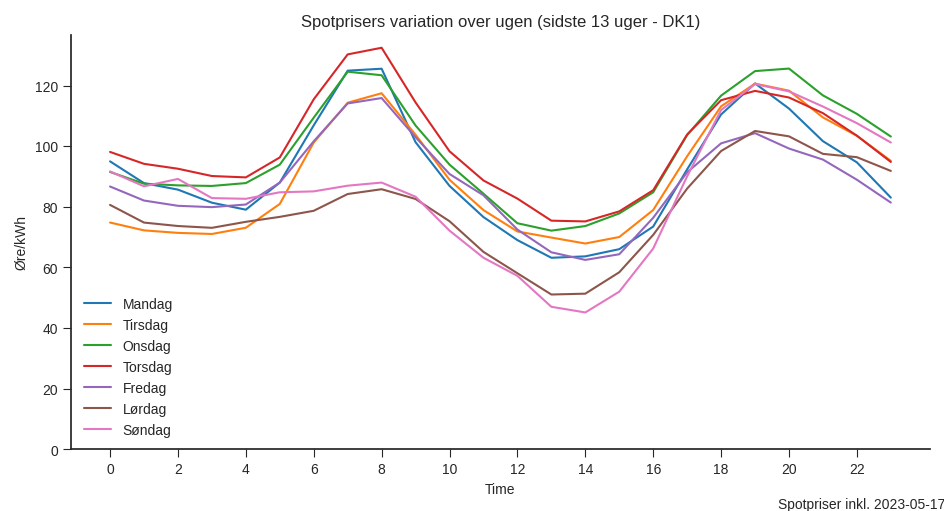 Spotprisers variation over ugen (sidste 13 uger - DK1)
120
100
80
60
40
20
0
Øre/kWh
Mandag
Tirsdag
Onsdag
Torsdag
Fredag
Lørdag
Søndag
0 2 4 6 8 10 12 14 16 18 20 22
Time
Spotpriser inkl. 2023-05-17